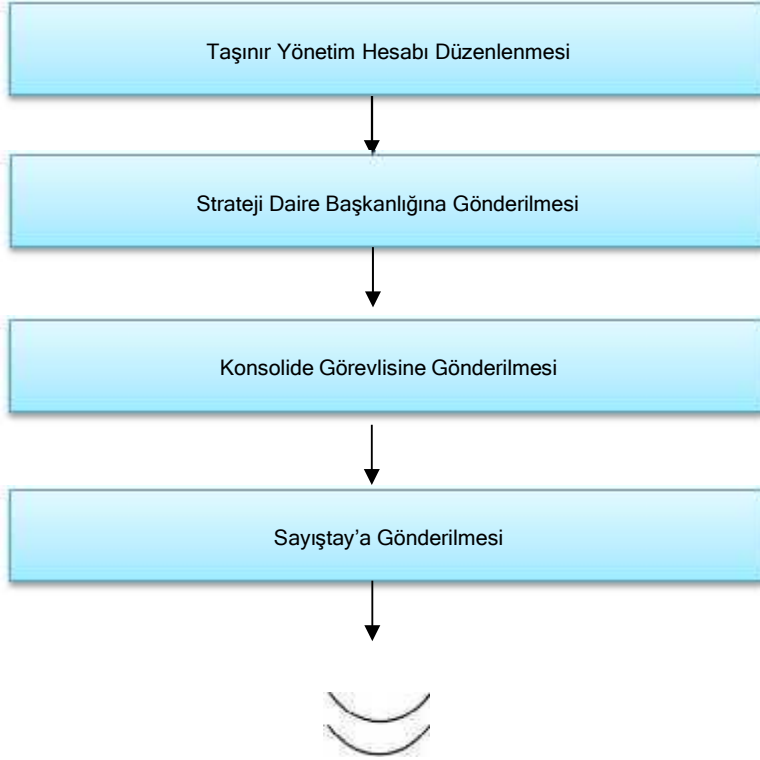 Taşınır Yönetim Hesabı Düzenlenmesi
Strateji Daire Başkanlığına Gönderilmesi
Konsolide Görevlisine Gönderilmesi
Sayıştay’a Gönderilmesi